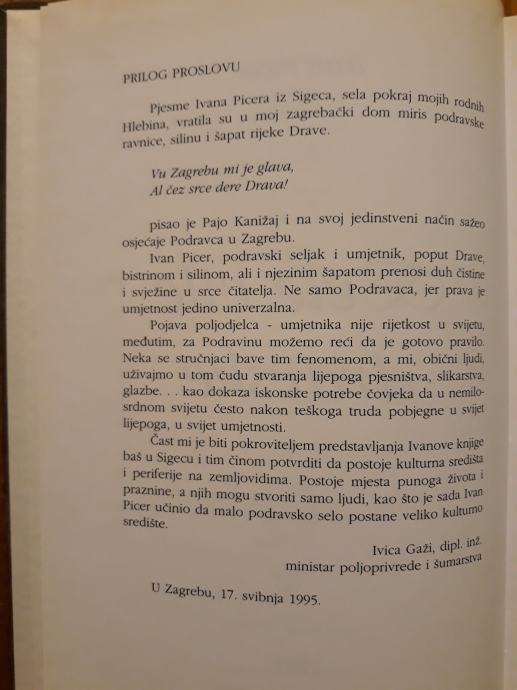 PRILOG PROSLOVU
Pjesme Ivana Picera iz Sigeca, sela pokraj mojih rodnih
Hlebina, vratila su u moj zagrebački dom miris podravske
ravnice, silinu i šapat rijeke Drave.
Vu Zagrebu mi je glava,
Al čez srce dere Drava!
pisao je Pajo Kanižaj i na svoj jedinstveni način sažeo
osjećaje Podravca u Zagrebu.
Ivan Picer, podravski seljak i umjetnik, poput Drave,
bistrinom i silinom, ali i njezinim šapatom prenosi duh čistine
i svježine u srce čitatelja. Ne samo Podravaca, jer prava je
umjetnost jedino univerzalna.
Pojava poljodjelca - umjetnika nije rijetkost u svijetu,
međutim, za Podravinu možemo reći da je gotovo pravilo.
Neka se stručnjaci bave tim fenomenom, a mi, obični ljudi,
uživajmo u tom čudu stvaranja lijepoga pjesništva, slikarstva,
glazbe. . . kao dokaza iskonske potrebe čovjeka da u nemilo-
srdnom svijetu često nakon teškoga truda pobjegne u svijet
lijepoga, u svijet umjetnosti.
Čast mi je biti pokroviteljem predstavljanja Ivanove knjige
baš u Sigecu i tim činom potvrditi da postoje kulturna središta
i periferije na zemljovidima. Postoje mjesta punoga života i
praznine, a njih mogu stvoriti samo ljudi, kao što je sada Ivan
Picer učinio da malo podravsko selo postane veliko kulturno
središte.
Ivica Gaži, dipl. inž.
ministar poljoprivrede i šumarstva
U Zagrebu, 17. svibnja 1995.